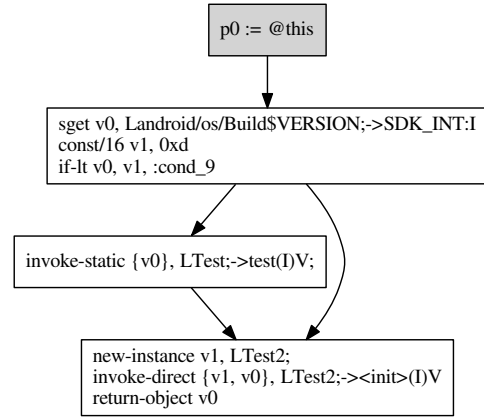 p0 := @this
sget v0, Landroid/os/Build$VERSION;->SDK_INT:I
const/16 v1, 0xd
if-lt v0, v1, :cond_9
invoke-static {v0}, LTest;->test(I)V;
new-instance v1, LTest2;
invoke-direct {v1, v0}, LTest2;-><init>(I)V
return-object v0